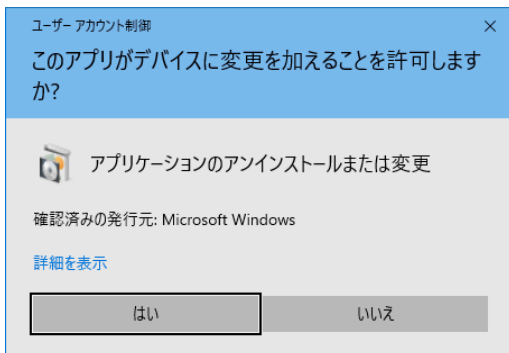 ユーザー アカウント制御
このアプリがデバイスに変更を加えることを許可します
か?
アプリケーションのアンインストールまたは変更
確認済みの発行元: Microsoft Windows
詳細を表示
はい
いいえ